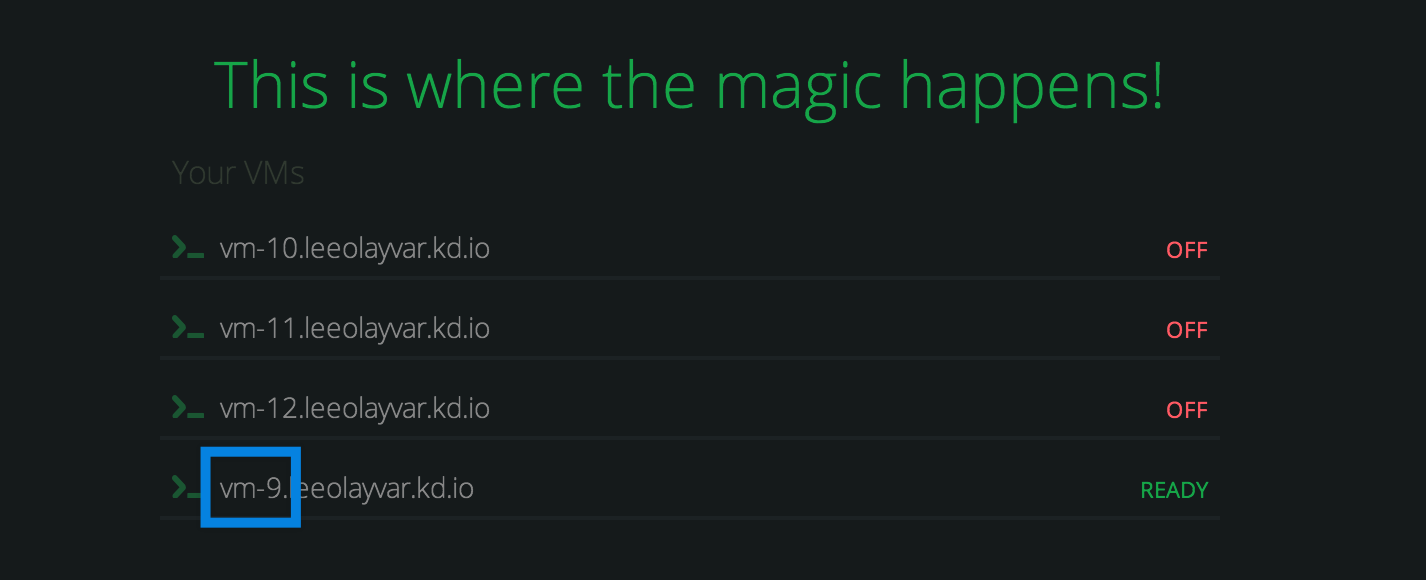 This is where the magic happens!
Your VMs
vm-10.leeolayvar.kd.io OFF
vm-11.leeolayvar.kd.io OFF
vm-12.leeolayvar.kd.io OFF
vm-9.leeolayvar.kd.io READY